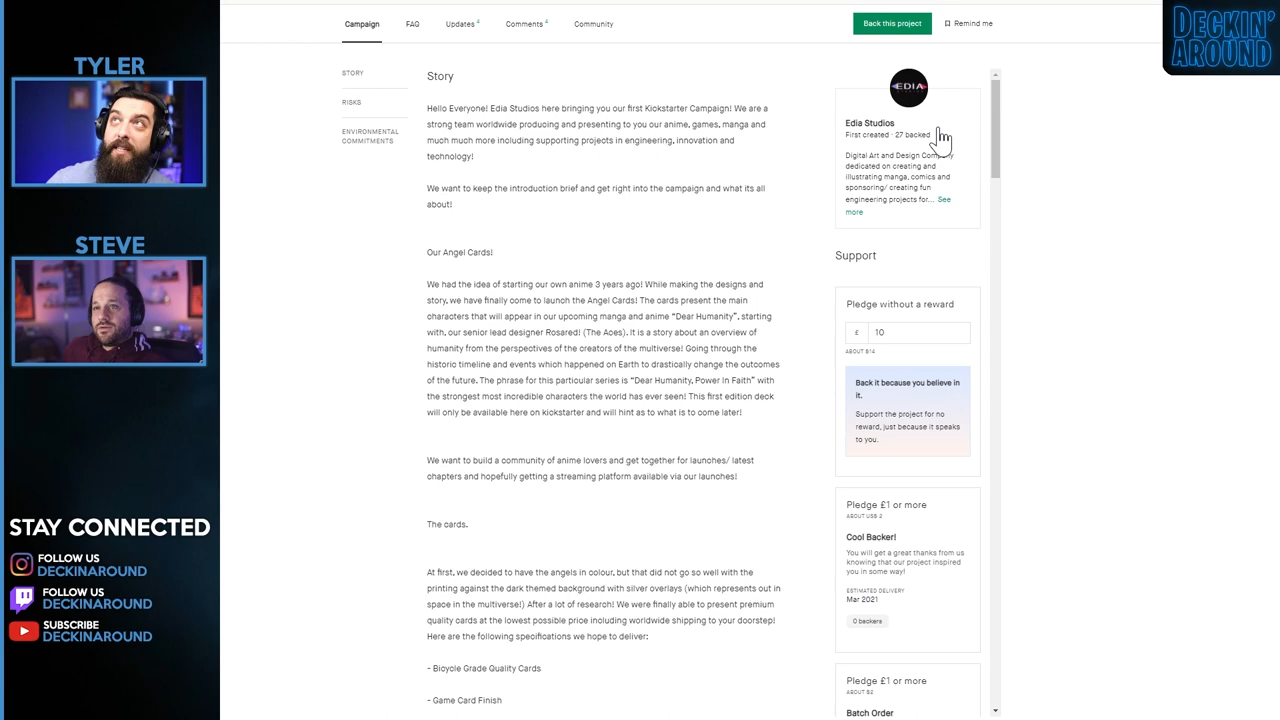 TYLER
STEVE
STAY CONNECTED
FOLLOW US
DECKINAROUND
FOLLOW US
DECKINAROUND
SUBSCRIBE
DECKINAROUND
DECKIN'
AROUND
Campaign
FAQ
Updates 4
Comments 6
Community
Back this project
Remind me
STORY
RISKS
ENVIRONMENTAL
COMMITMENTS
Story
Hello Everyone! Edia Studios here bringing you our first Kickstarter Campaign! We are a
strong team worldwide producing and presenting to you our anime, games, manga and
much much more including supporting projects in engineering, innovation and
technology!
We want to keep the introduction brief and get right into the campaign and what its all
about!
Our Angel Cards!
We had the idea of starting our own anime 3 years ago! While making the designs and
story, we have finally come to launch the Angel Cards! The cards present the main
characters that will appear in our upcoming manga and anime "Dear Humanity", starting
with, our senior lead designer Rosared! (The Aces). It is a story about an overview of
humanity from the perspectives of the creators of the multiverse! Going through the
historic timeline and events which happened on Earth to drastically change the outcomes
of the future. The phrase for this particular series is "Dear Humanity, Power In Faith" with
the strongest most incredible characters the world has ever seen! This first edition deck
will only be available here on kickstarter and will hint as to what is to come later!
We want to build a community of anime lovers and get together for launches/ latest
chapters and hopefully getting a streaming platform available via our launches!
The cards.
At first, we decided to have the angels in colour, but that did not go so well with the
printing against the dark themed background with silver overlays (which represents out in
space in the multiverse!) After a lot of research! We were finally able to present premium
quality cards at the lowest possible price including worldwide shipping to your doorstep!
Here are the following specifications we hope to deliver:
- Bicycle Grade Quality Cards
- Game Card Finish
EDIA
Edia Studios
First created · 27 backed
Digital Art and Design Company
dedicated on creating and
illustrating manga, comics and
sponsoring/ creating fun
engineering projects for... See
more
Support
Pledge without a reward
£ 10
ABOUT $14
Back it because you believe in
it.
Support the project for no
reward, just because it speaks
to you.
Pledge £1 or more
ABOUT US$ 2
Cool Backer!
You will get a great thanks from us
knowing that our project inspired
you in some way!
ESTIMATED DELIVERY
Mar 2021
0 backers
Pledge £1 or more
ABOUT $2
Batch Order